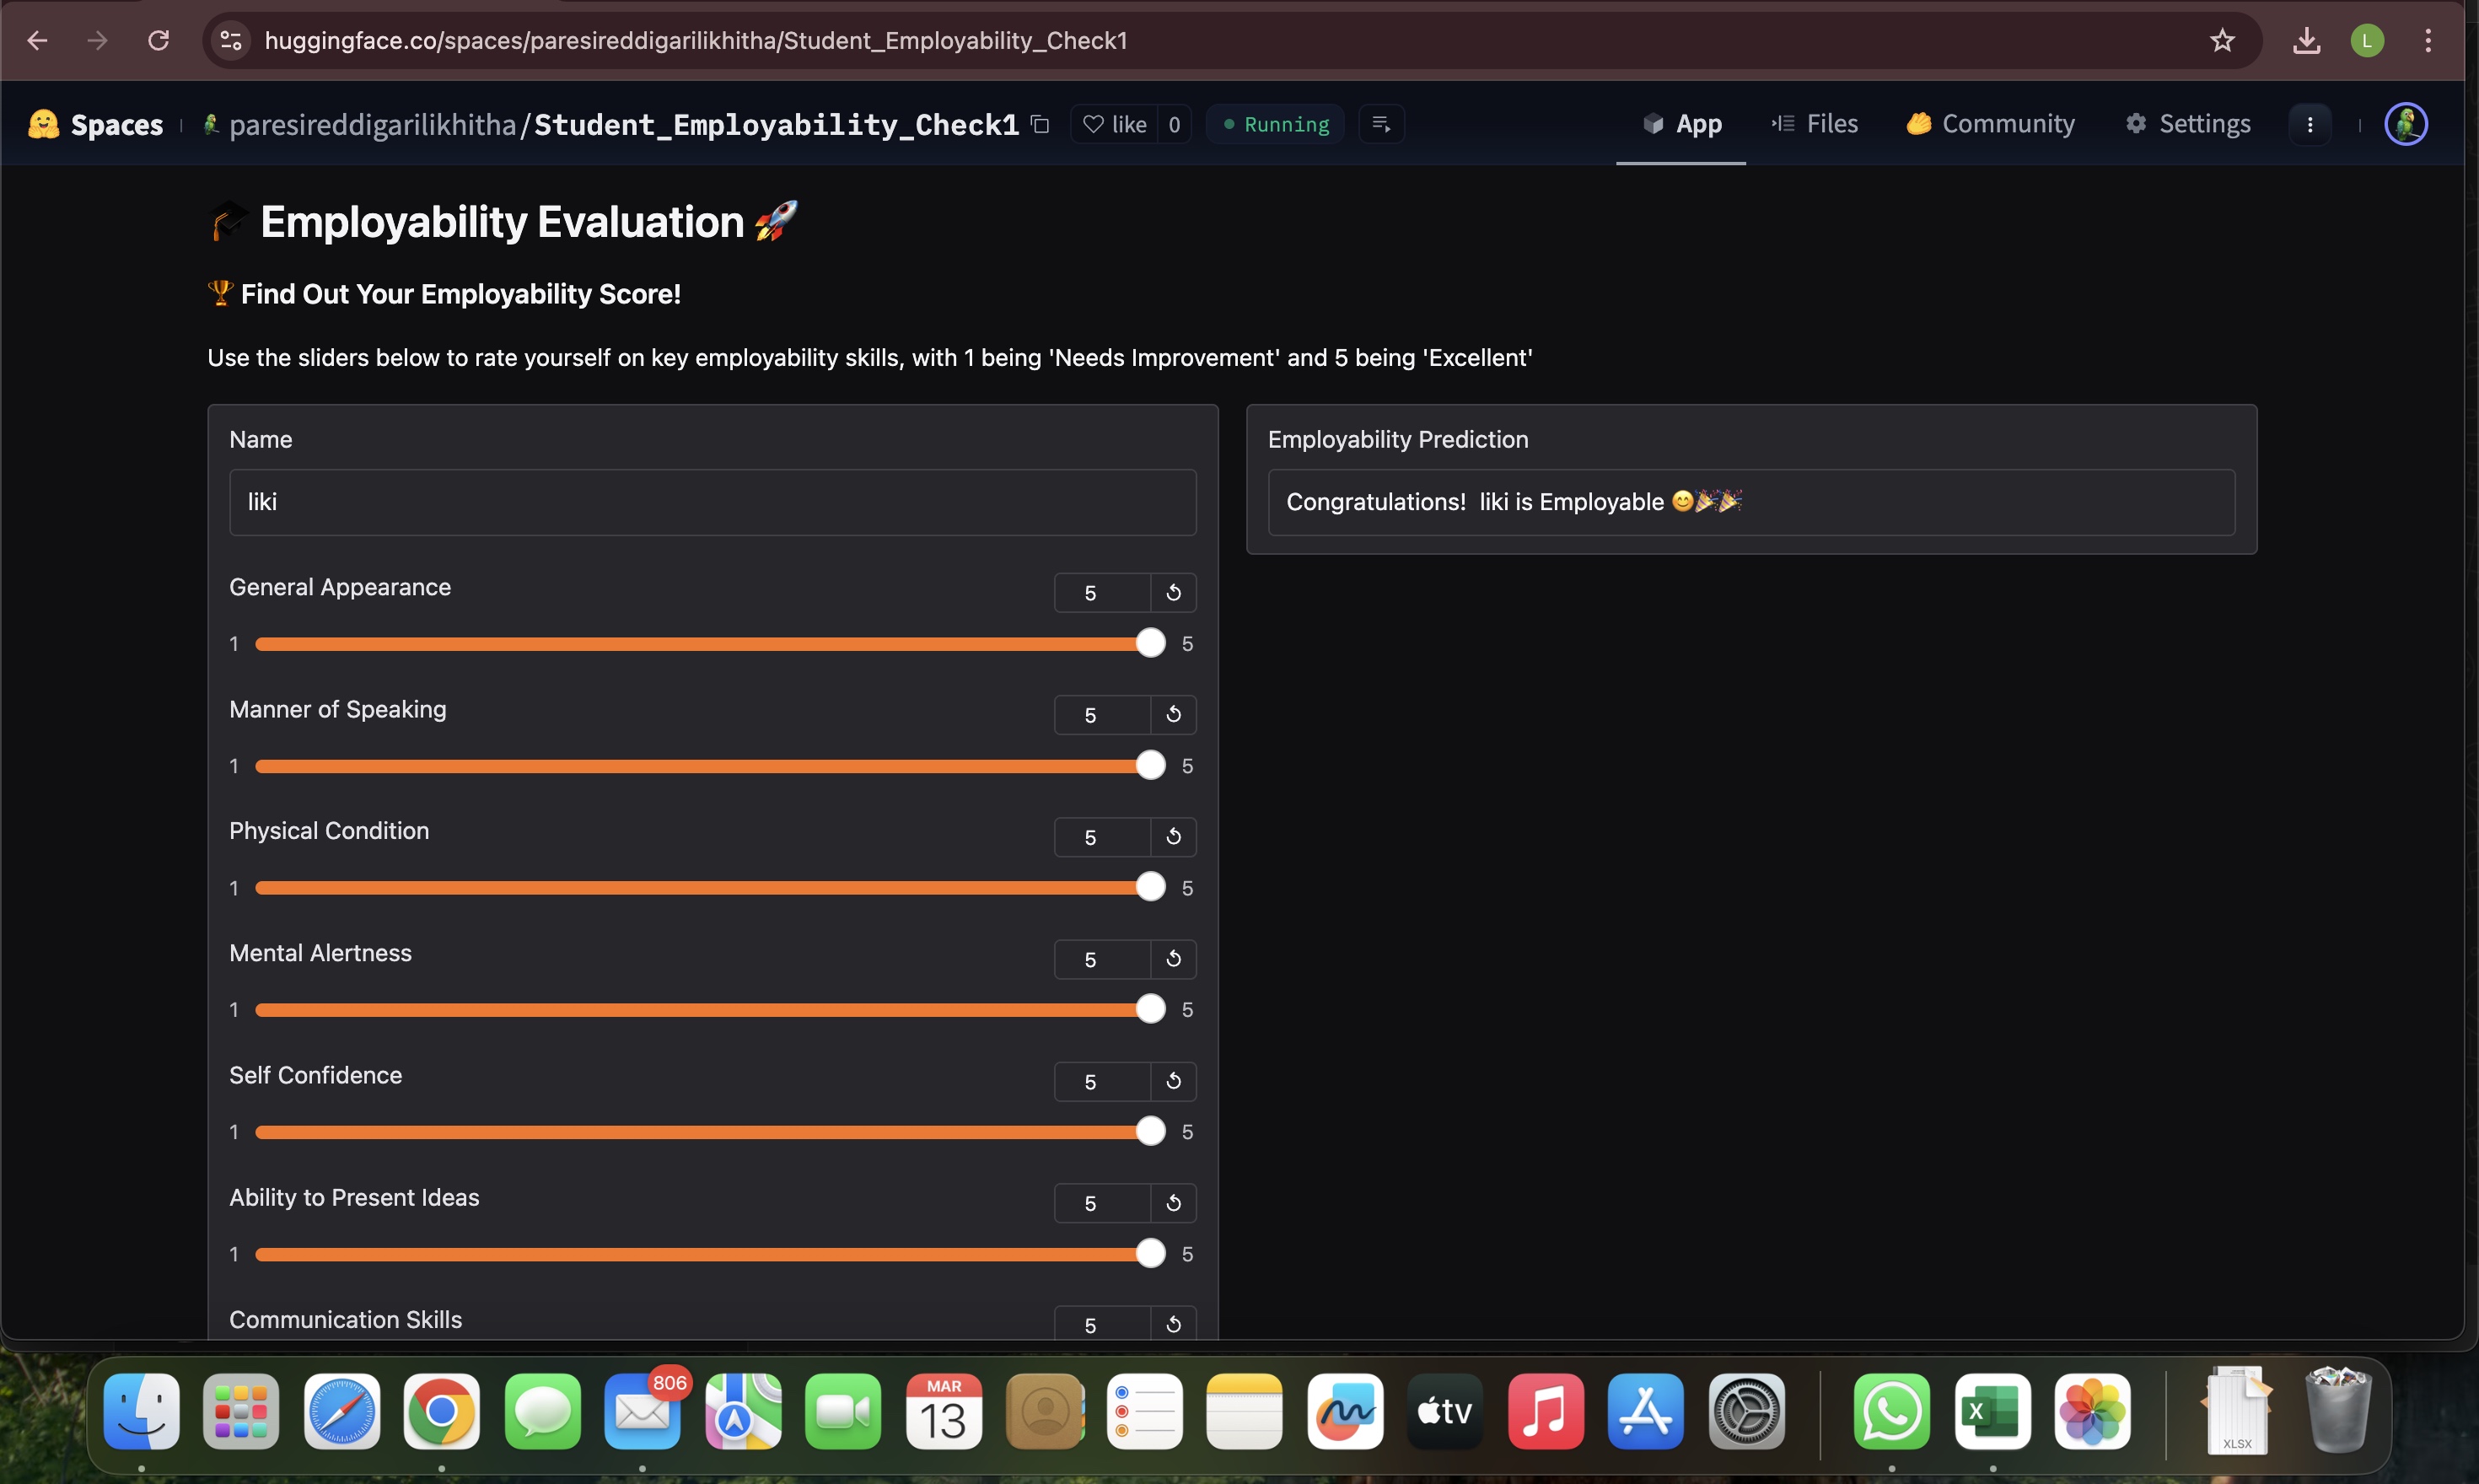 huggingface.co/spaces/paresireddigarilikhitha/Student_Employability_Check1
L
Spaces
paresireddigarilikhitha/Student_Employability_Check1
like 0
Running
App
Files
Community
Settings
Employability Evaluation
Find Out Your Employability Score!
Use the sliders below to rate yourself on key employability skills, with 1 being 'Needs Improvement' and 5 being 'Excellent'
Name
liki
Employability Prediction
Congratulations! liki is Employable 😊🎉🎉
General Appearance
5
1 5
Manner of Speaking
5
1 5
Physical Condition
5
1 5
Mental Alertness
5
1 5
Self Confidence
5
1 5
Ability to Present Ideas
5
1 5
Communication Skills
5
806
MAR
13
tv
X
XLSX